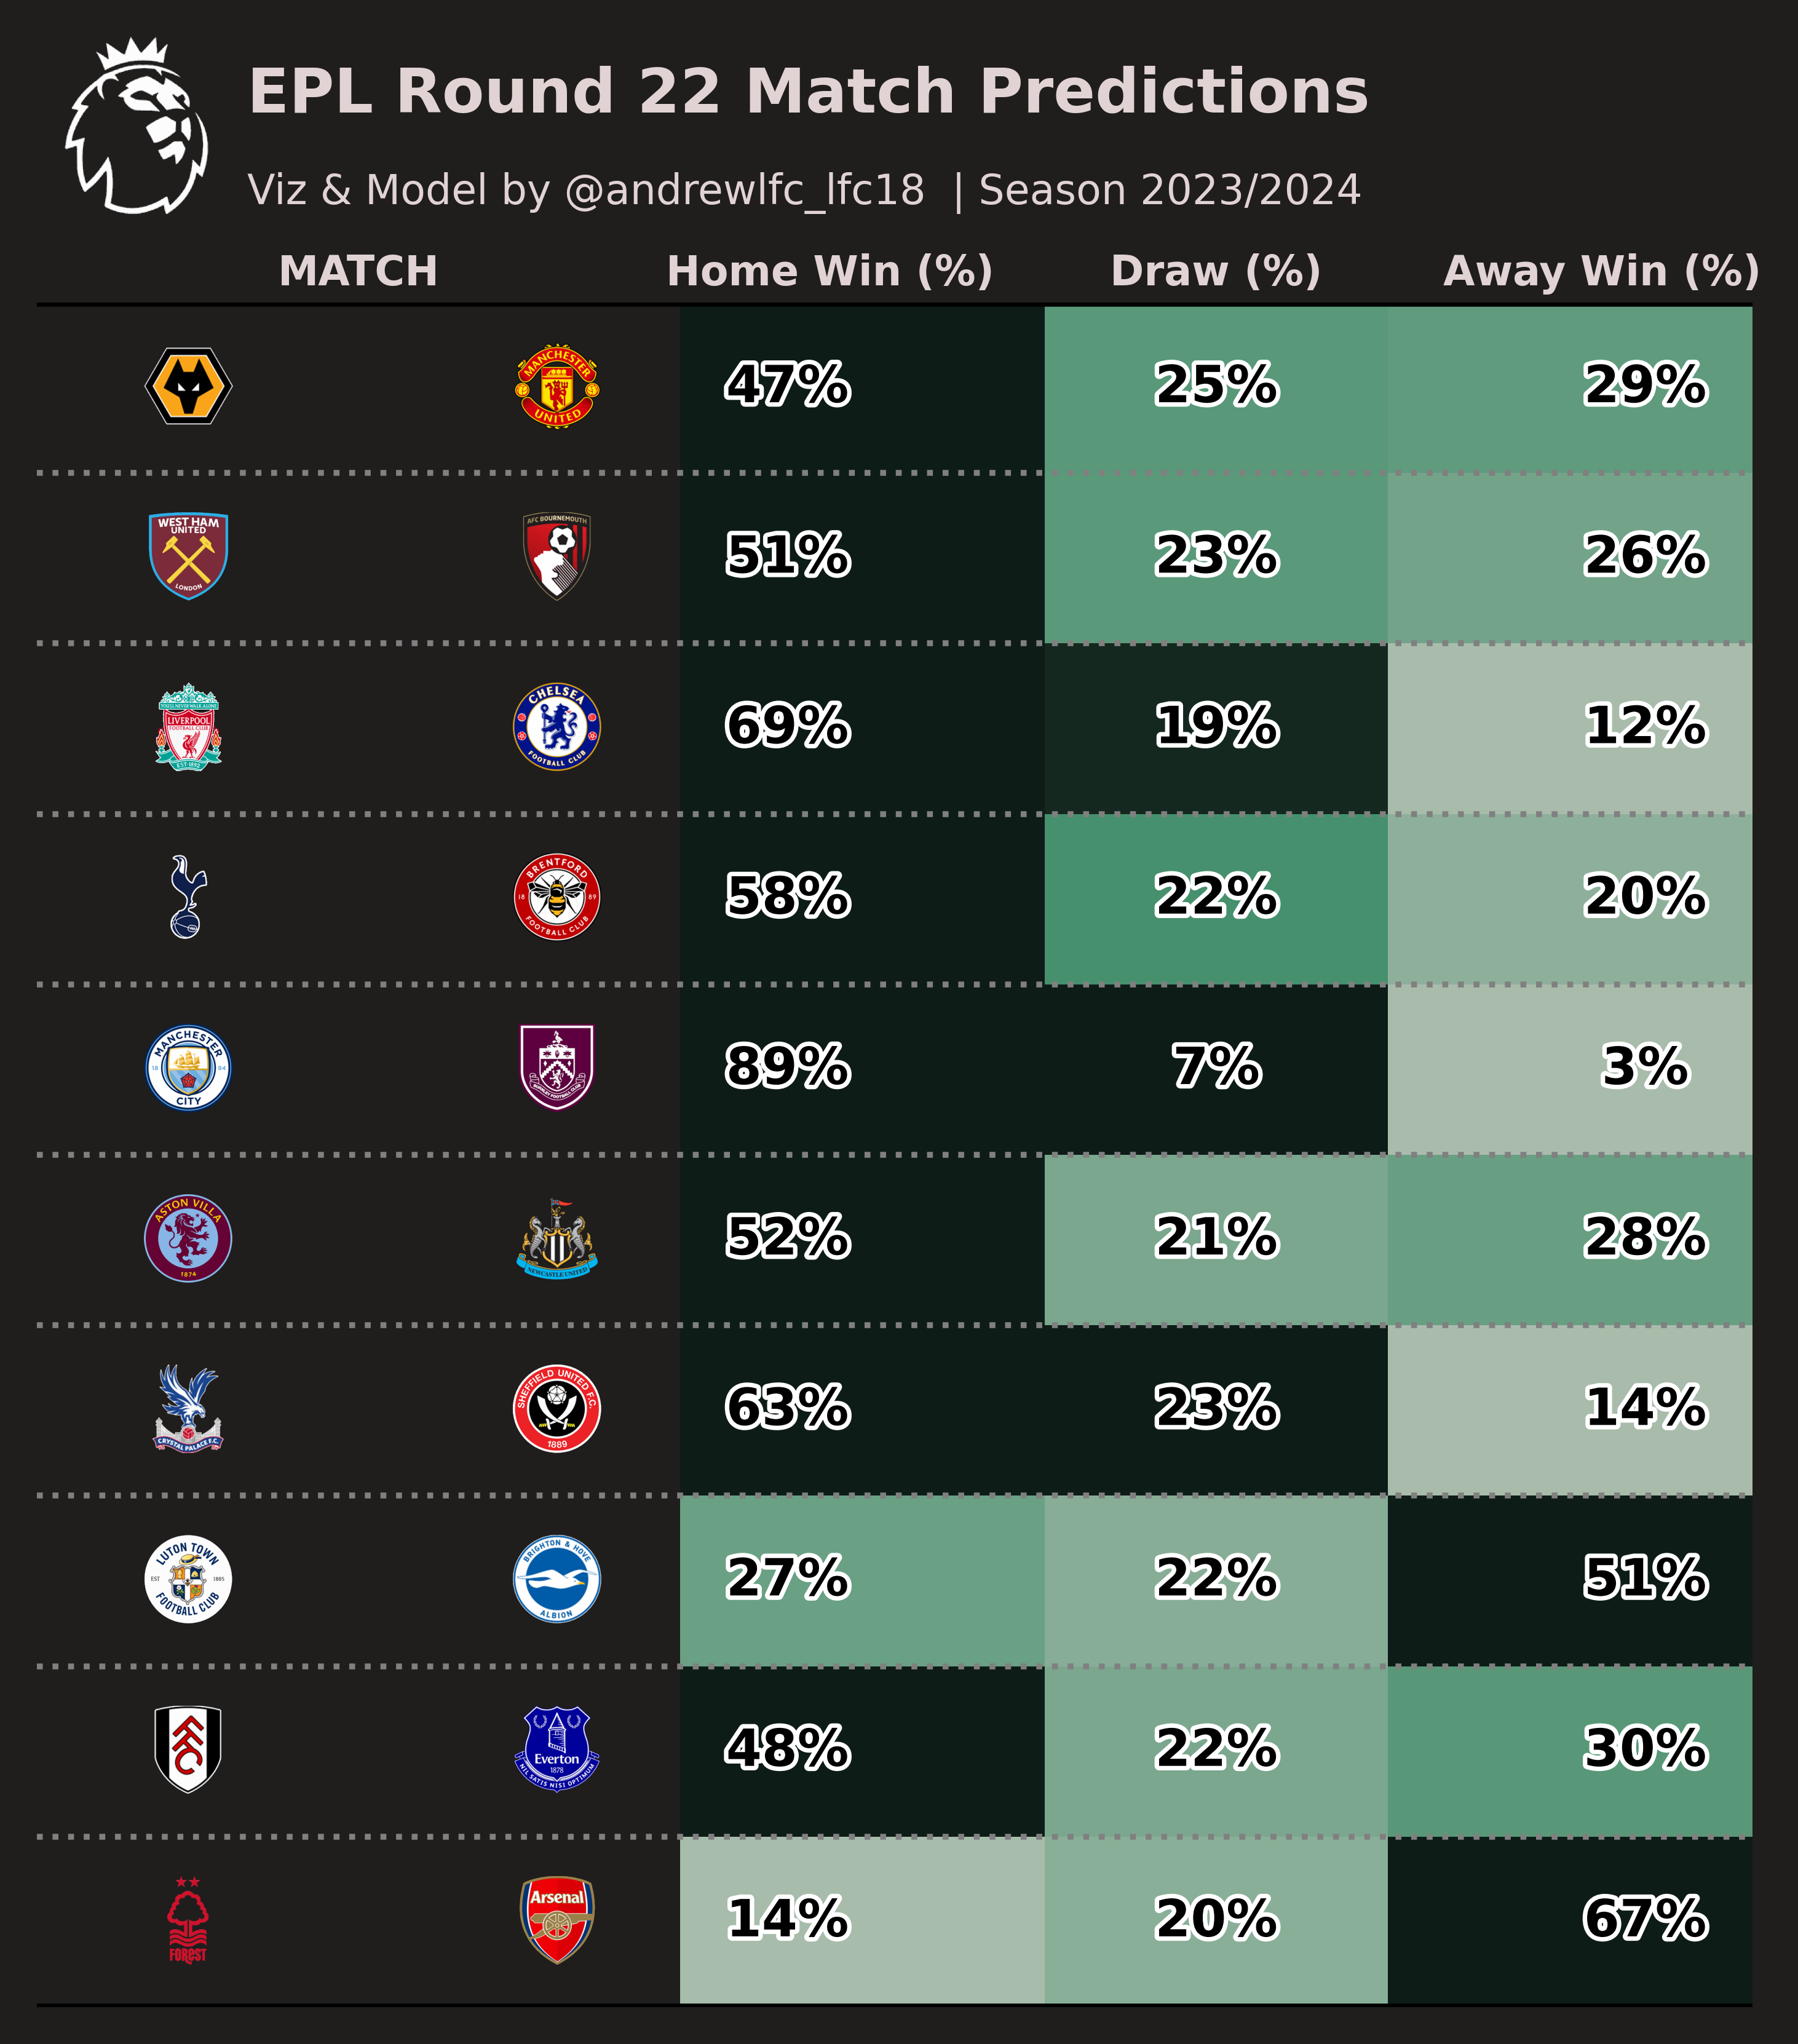 EPL Round 22 Match Predictions
Viz & Model by @andrewlfc_lfc18 | Season 2023/2024
MATCH Home Win (%) Draw (%) Away Win (%)
MANCHESTER UNITED
47% 25% 29%
WEST HAM UNITED LONDON
AFC BOURNEMOUTH
51% 23% 26%
YOU'LL NEVER WALK ALONE
LIVERPOOL
FOOTBALL CLUB
EST·1892
CHELSEA FOOTBALL CLUB
69% 19% 12%
BRENTFORD 18 89 FOOTBALL CLUB
58% 22% 20%
MANCHESTER 18 94 CITY
BURNLEY FOOTBALL CLUB
89% 7% 3%
ASTON VILLA 1874
NEWCASTLE UNITED
52% 21% 28%
CRYSTAL PALACE F.C.
SHEFFIELD UNITED F.C. 1889
63% 23% 14%
LUTON TOWN EST 1885 FOOTBALL CLUB
BRIGHTON & HOVE ALBION
27% 22% 51%
FFC
Everton 1878 NIL SATIS NISI OPTIMUM
48% 22% 30%
FOREST
Arsenal
14% 20% 67%